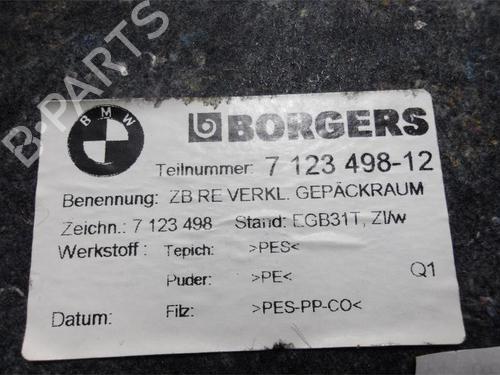 B-PARTS
BMW
BORGERS
Teilnummer: 7 123 498-12
Benennung: ZB RE VERKL. GEPÄCKRAUM
Zeichn.: 7 123 498 Stand: EGB31T, ZI/w
Werkstoff: Tepich: >PES<
Puder: >PE< Q1
Datum: Filz: >PES-PP-CO<